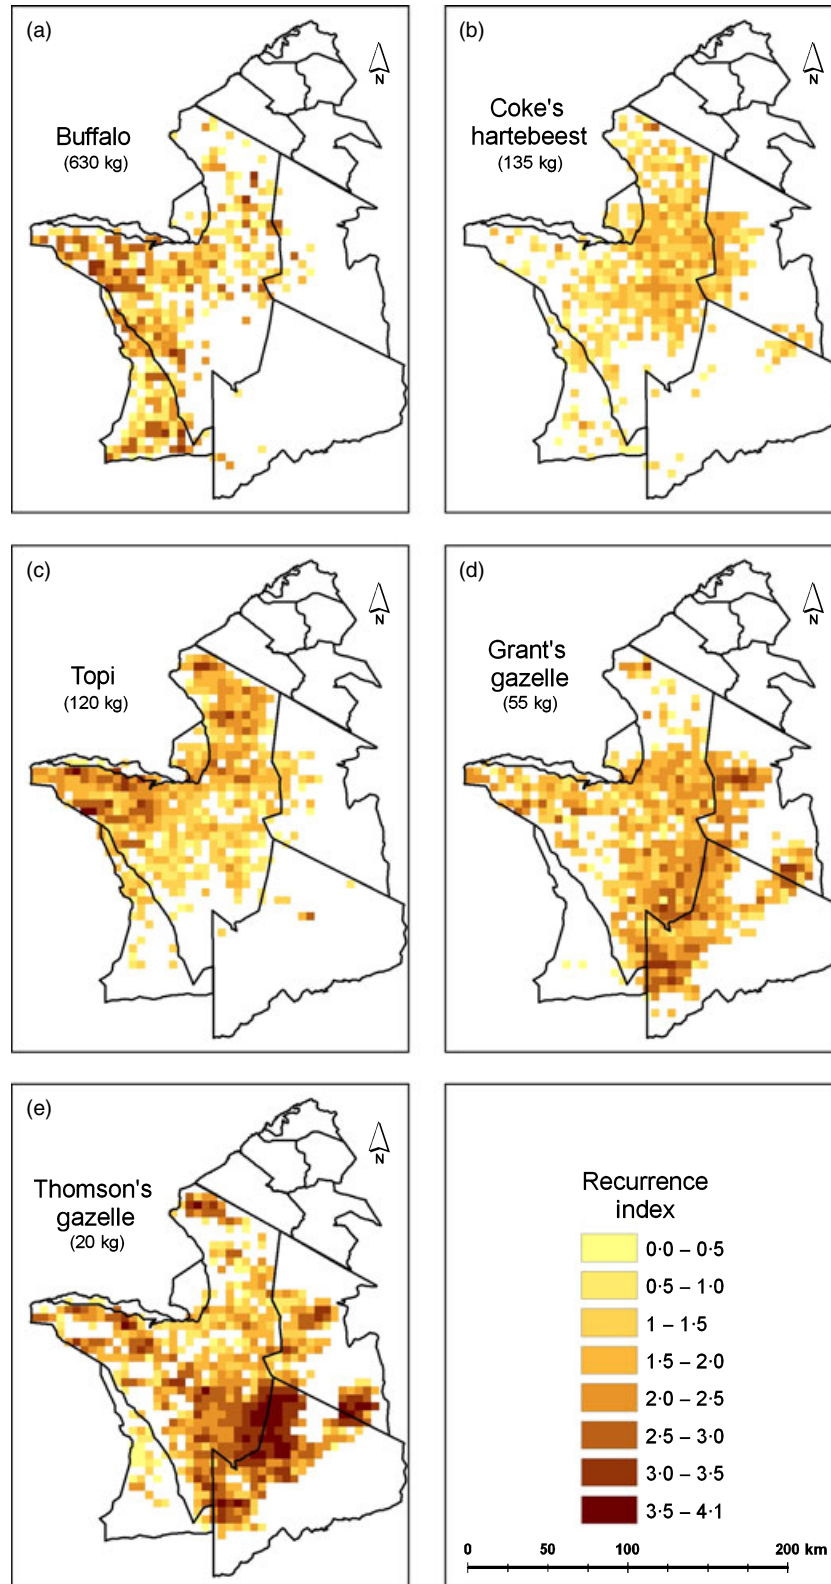 (a)
N
Buffalo
(630 kg)
(b)
N
Coke's
hartebeest
(135 kg)
(c)
N
Topi
(120 kg)
(d)
N
Grant's
gazelle
(55 kg)
(e)
N
Thomson's
gazelle
(20 kg)
Recurrence
index
0·0 – 0·5
0·5 – 1·0
1 – 1·5
1·5 – 2·0
2·0 – 2·5
2·5 – 3·0
3·0 – 3·5
3·5 – 4·1
0 50 100 200 km